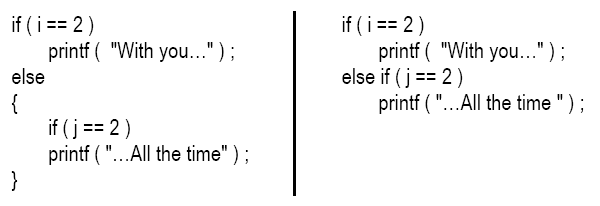 if ( i == 2 )
printf (  "With you…" ) ;
else
{
if ( j == 2 )
printf ( "…All the time" ) ;
}
if ( i == 2 )
printf (  "With you…" ) ;
else if ( j == 2 )
printf ( "…All the time " ) ;